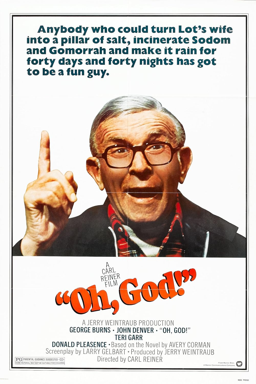 Anybody who could turn Lot's wife
into a pillar of salt, incinerate Sodom
and Gomorrah and make it rain for
forty days and forty nights has got
to be a fun guy.
A
CARL
REINER
FILM
"Oh, God!"
A JERRY WEINTRAUB PRODUCTION
GEORGE BURNS • JOHN DENVER • "OH, GOD!"
TERI GARR
DONALD PLEASENCE • Based on the Novel by AVERY CORMAN
Screenplay by LARRY GELBART • Produced by JERRY WEINTRAUB
Directed by CARL REINER
PG